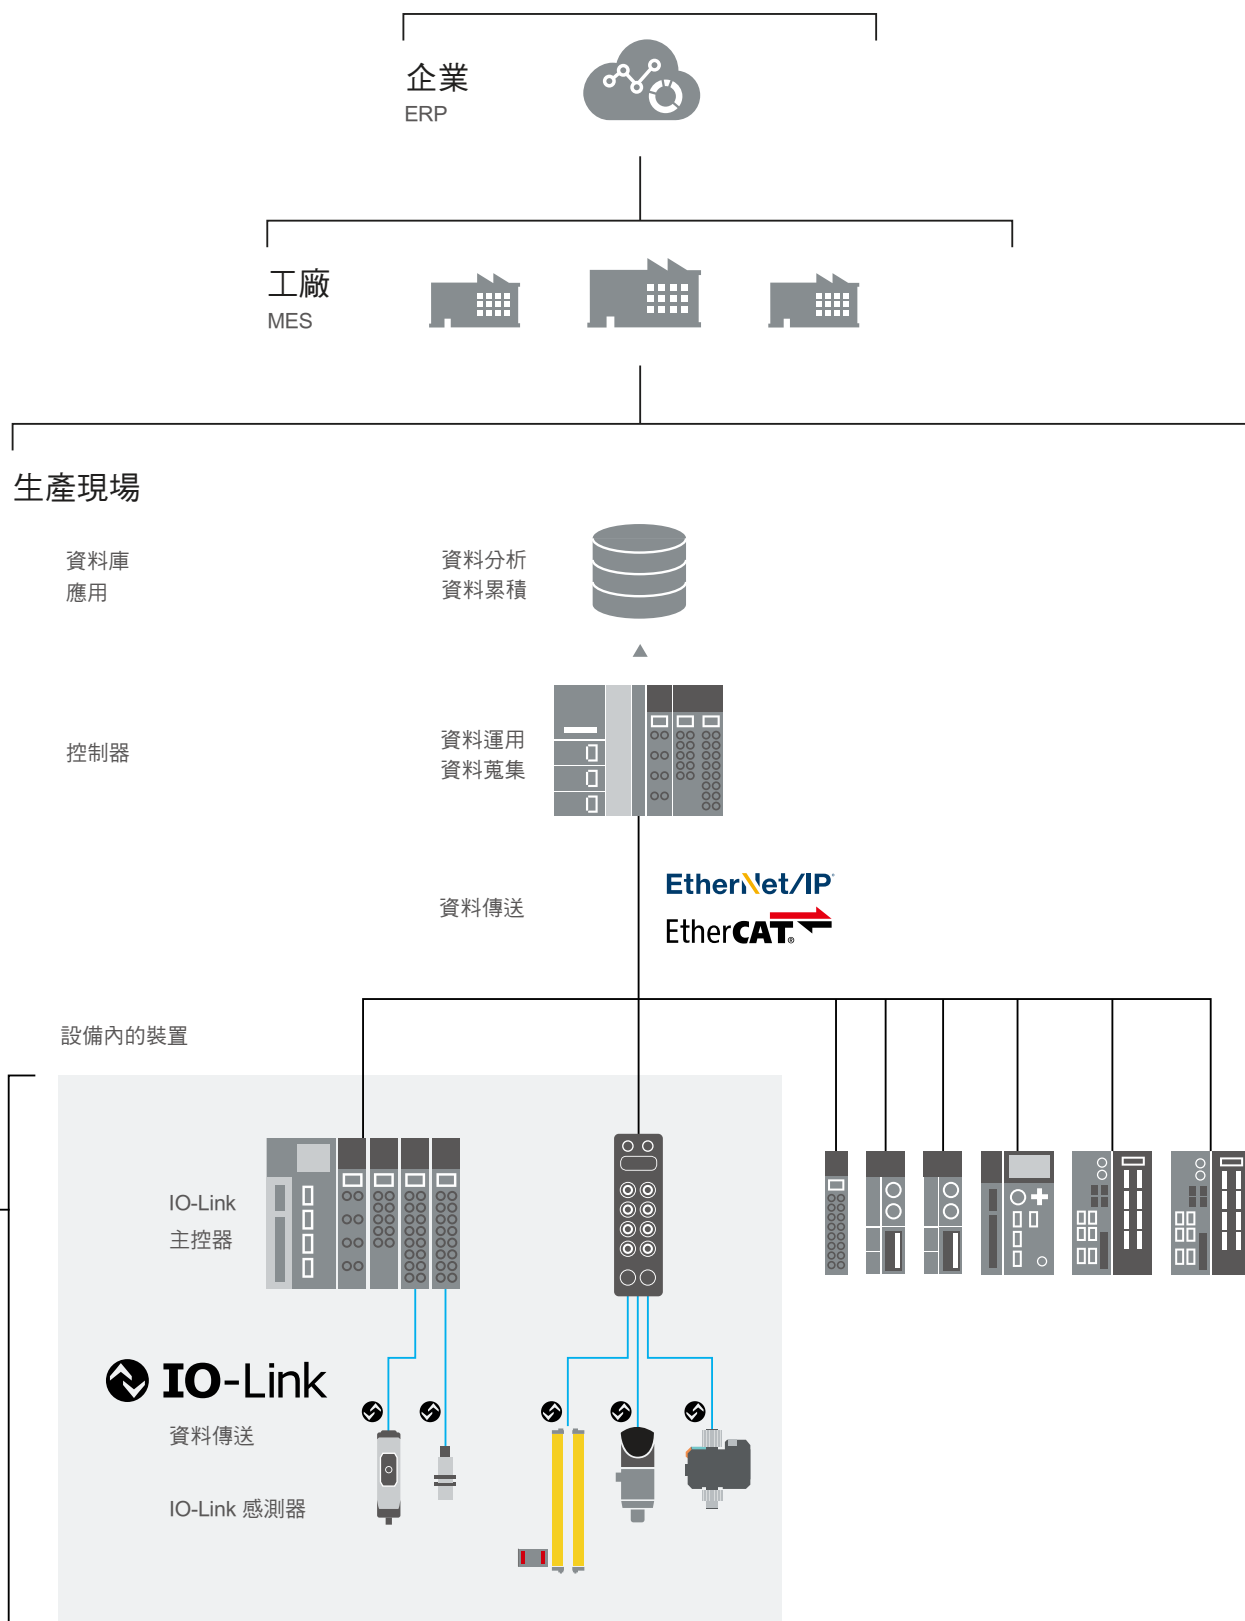 企業
ERP
工廠
MES
生產現場
資料庫
應用
資料分析
資料累積
控制器
資料運用
資料蒐集
EtherNet/IP
資料傳送
EtherCAT®
設備內的裝置
IO-Link
主控器
IO-Link
資料傳送
IO-Link 感測器